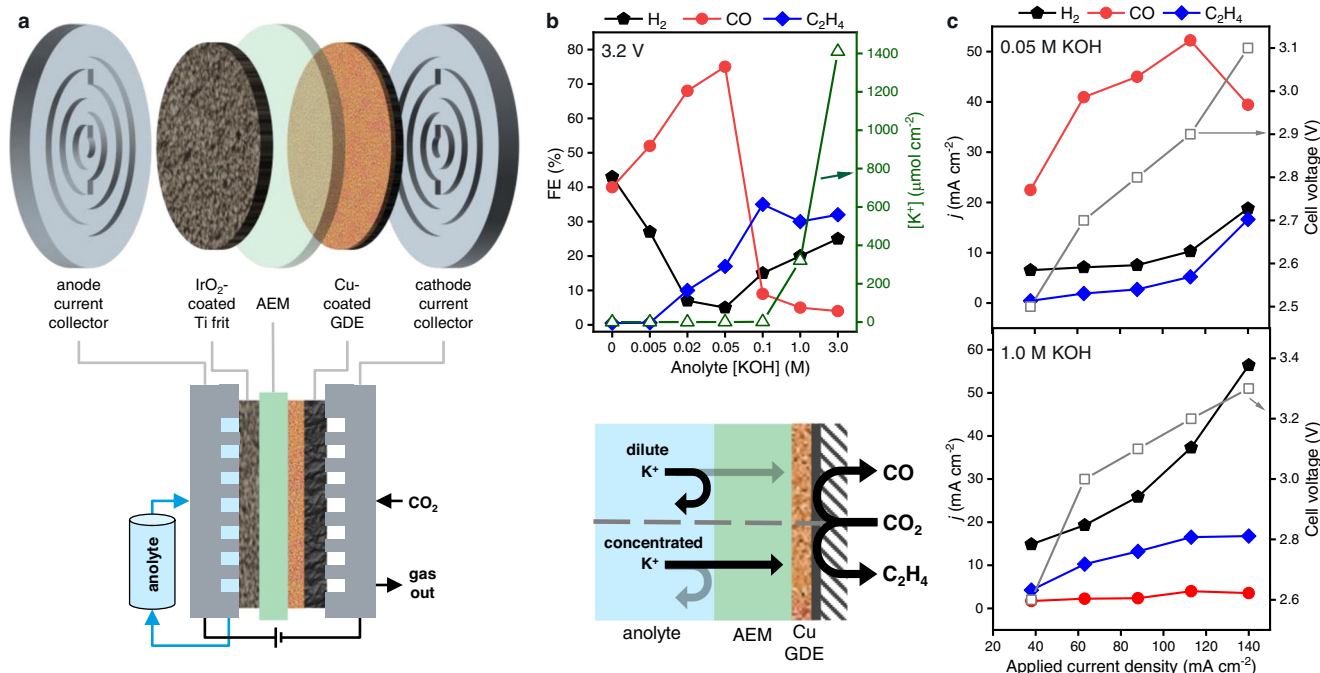 a
anode
current
collector
IrO₂-
coated
Ti frit
AEM
Cu-
coated
GDE
cathode
current
collector
anolyte
CO₂
gas
out
b
H₂ CO C₂H₄
3.2 V
80
70
60
50
40
30
20
10
0
FE (%)
1400
1200
1000
800
600
400
200
0
[K⁺] (μmol cm⁻²)
0 0.005 0.02 0.05 0.1 1.0 3.0
Anolyte [KOH] (M)
dilute
K⁺
concentrated
K⁺
CO
CO₂
C₂H₄
anolyte
AEM
Cu
GDE
c
H₂ CO C₂H₄
0.05 M KOH
50
40
30
20
10
0
j (mA cm⁻²)
3.1
3.0
2.9
2.8
2.7
2.6
2.5
Cell voltage (V)
1.0 M KOH
60
50
40
30
20
10
0
j (mA cm⁻²)
3.4
3.2
3.0
2.8
2.6
Cell voltage (V)
20 40 60 80 100 120 140
Applied current density (mA cm⁻²)